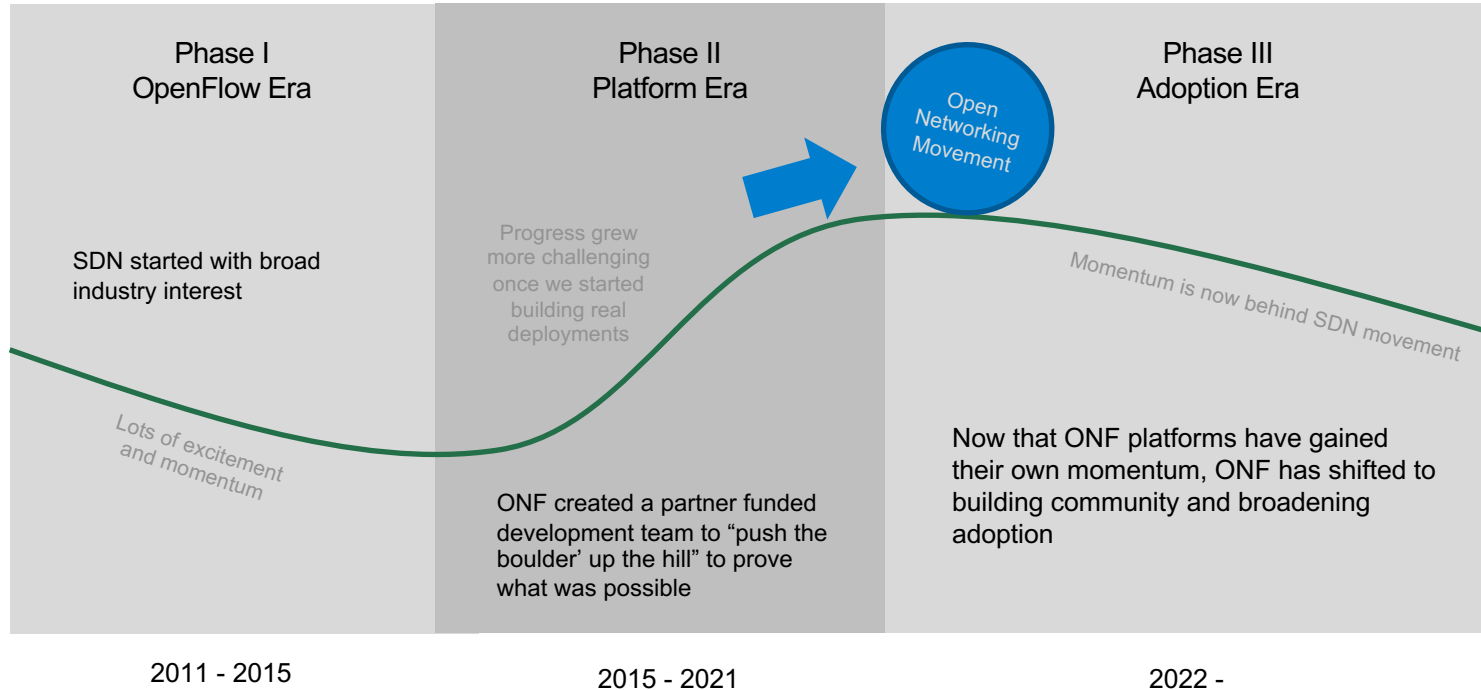 Phase I
OpenFlow Era
SDN started with broad
industry interest
Lots of excitement
and momentum
Phase II
Platform Era
Progress grew
more challenging
once we started
building real
deployments
ONF created a partner funded
development team to “push the
boulder’ up the hill” to prove
what was possible
Phase III
Adoption Era
Open
Networking
Movement
Momentum is now behind SDN movement
Now that ONF platforms have gained
their own momentum, ONF has shifted to
building community and broadening
adoption
2011 - 2015
2015 - 2021
2022 -